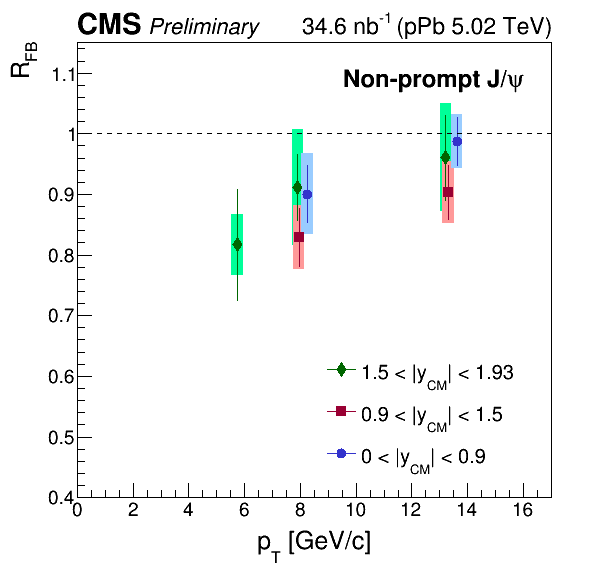 CMS Preliminary 34.6 nb⁻¹ (pPb 5.02 TeV)
R_FB
1.1
Non-prompt J/ψ
1
0.9
0.8
0.7
0.6
1.5 < |y_CM| < 1.93
0.9 < |y_CM| < 1.5
0.5
0 < |y_CM| < 0.9
0.4
0 2 4 6 8 10 12 14 16
p_T [GeV/c]